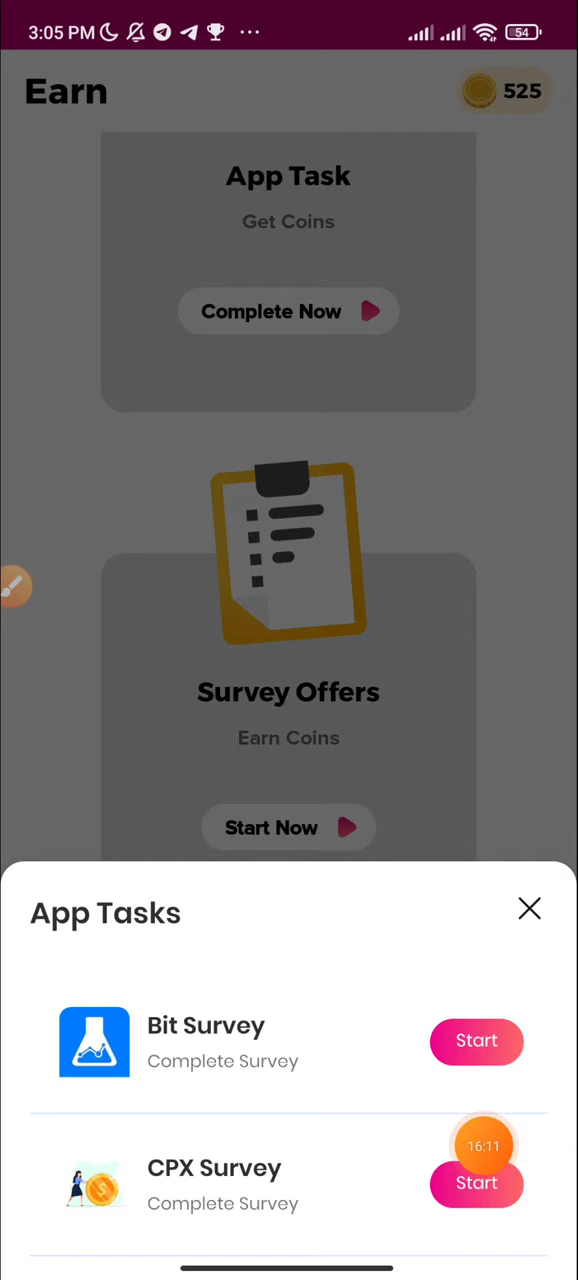 3:05 PM
54
Earn
525
App Task
Get Coins
Complete Now
Survey Offers
Earn Coins
Start Now
App Tasks
Bit Survey
Complete Survey
Start
16:11
CPX Survey
Complete Survey
Start